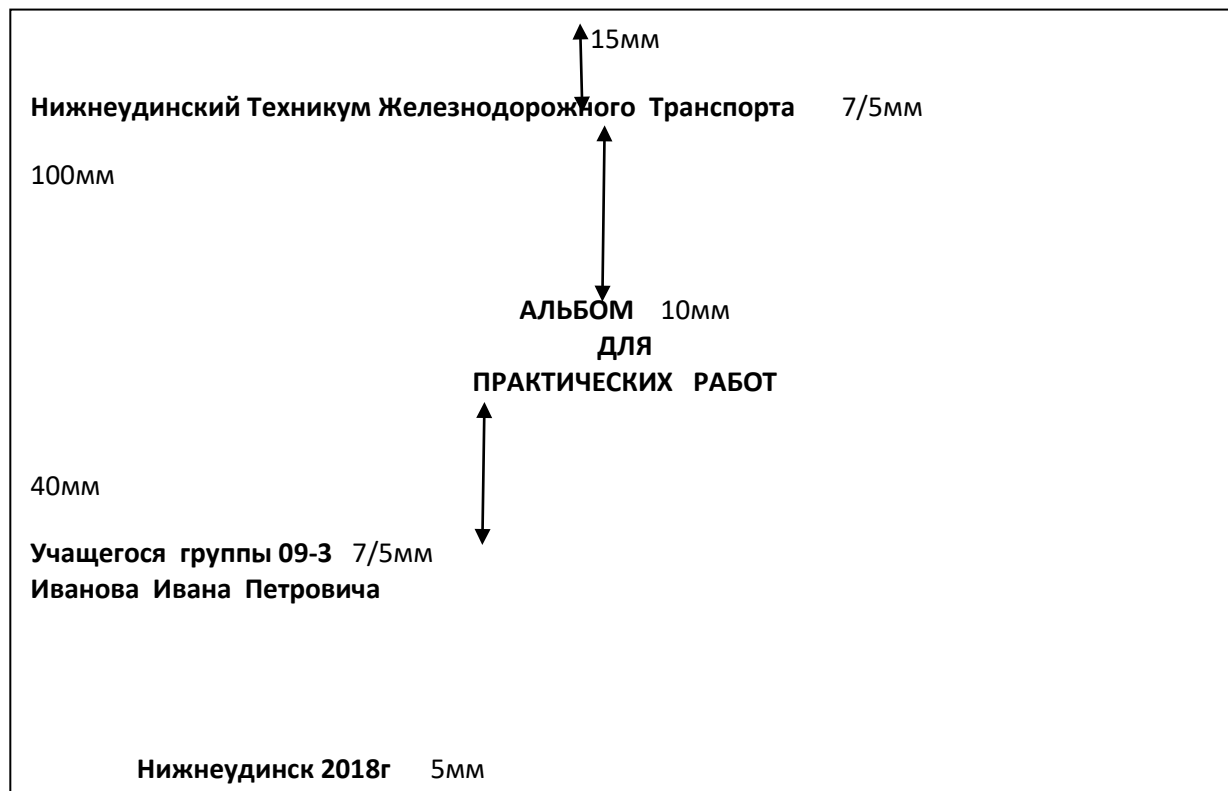 15мм
Нижнеудинский Техникум Железнодорожного Транспорта 7/5мм
100мм
АЛЬБОМ 10мм
ДЛЯ
ПРАКТИЧЕСКИХ РАБОТ
40мм
Учащегося группы 09-3 7/5мм
Иванова Ивана Петровича
Нижнеудинск 2018г 5мм